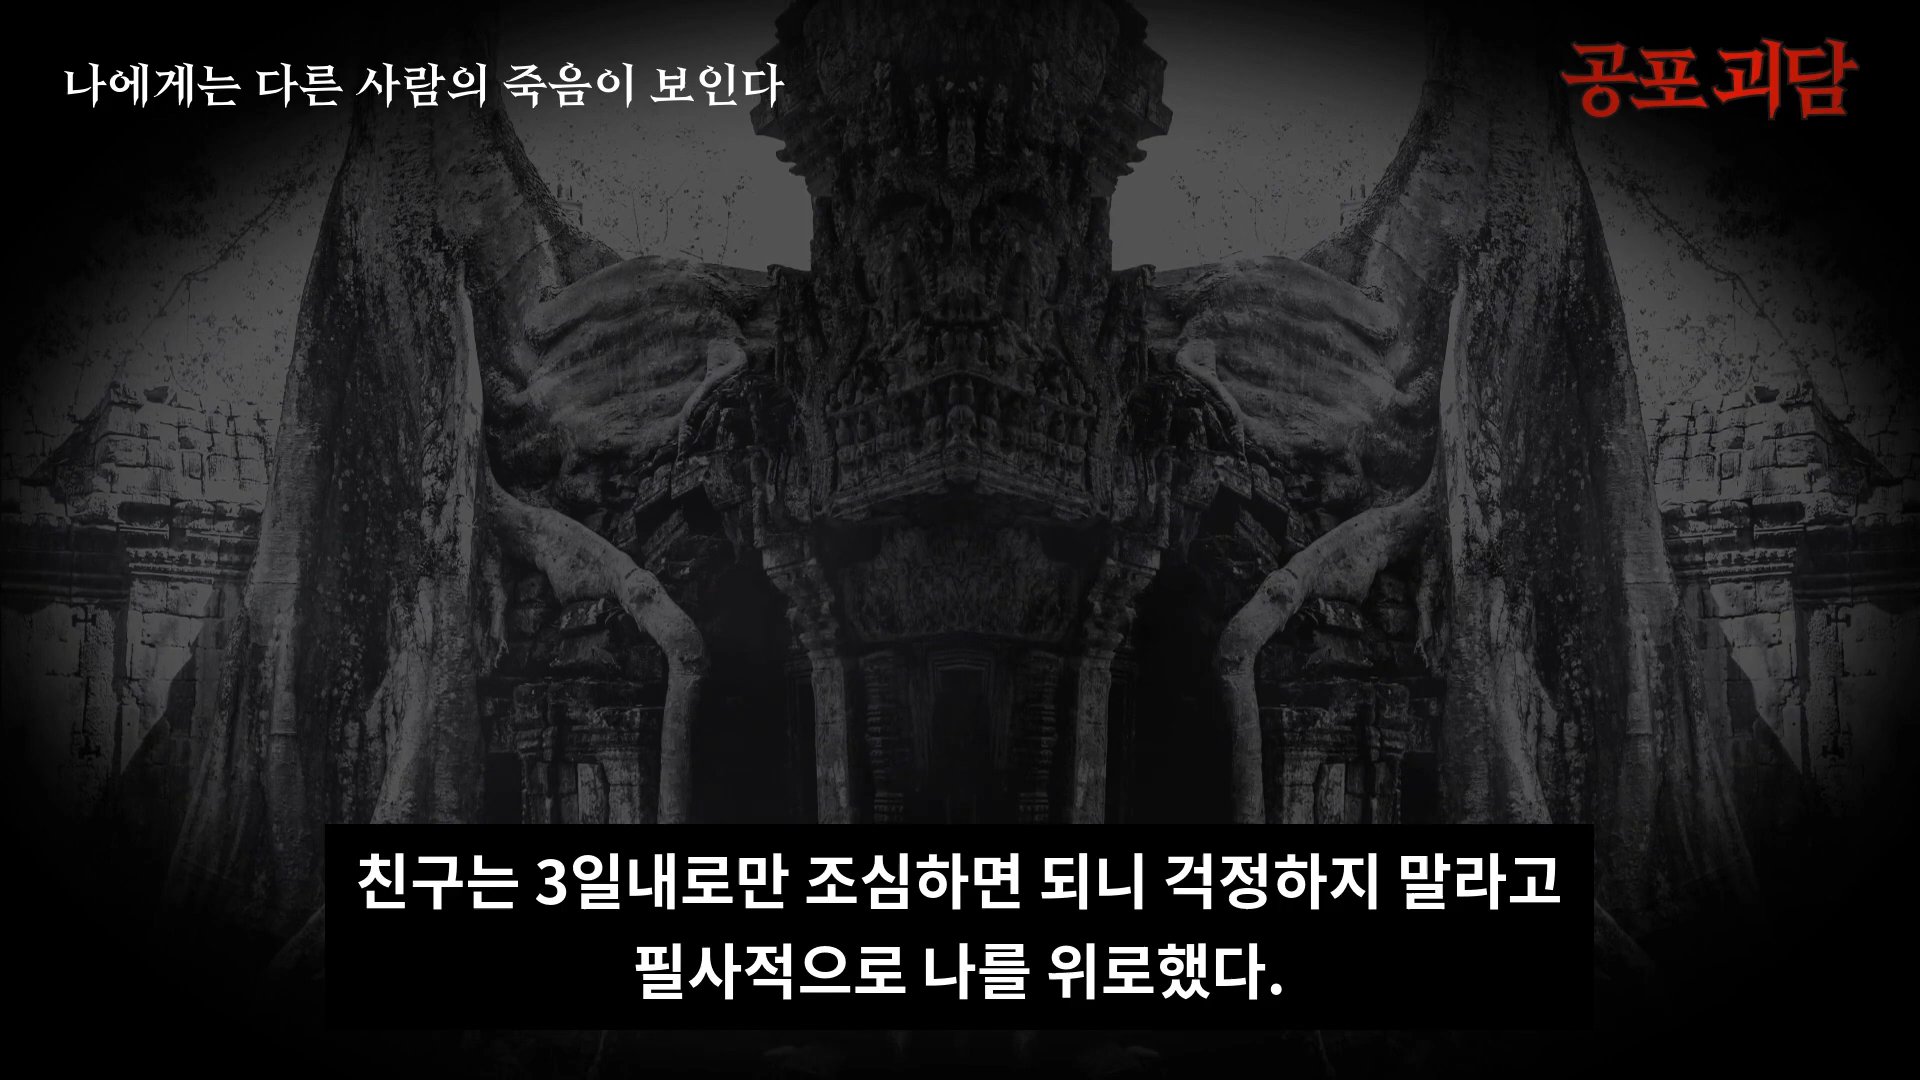 나에게는 다른 사람의 죽음이 보인다
공포 괴담
친구는 3일내로만 조심하면 되니 걱정하지 말라고
필사적으로 나를 위로했다.